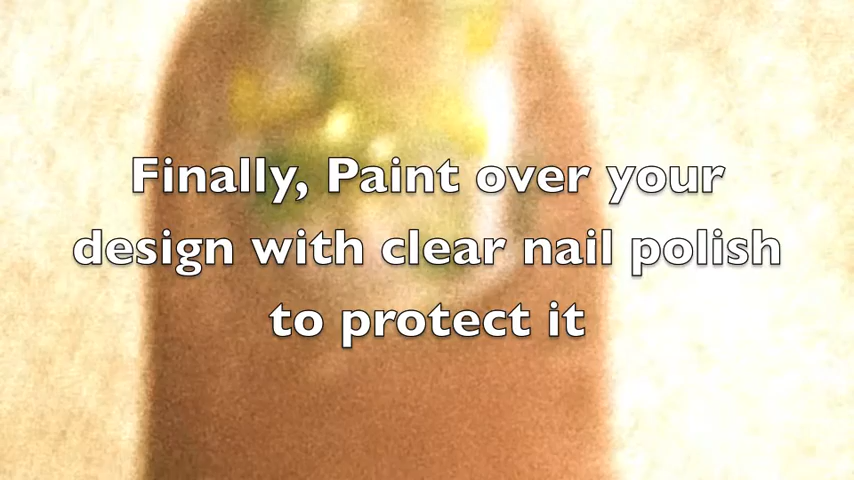 Finally, Paint over your
design with clear nail polish
to protect it